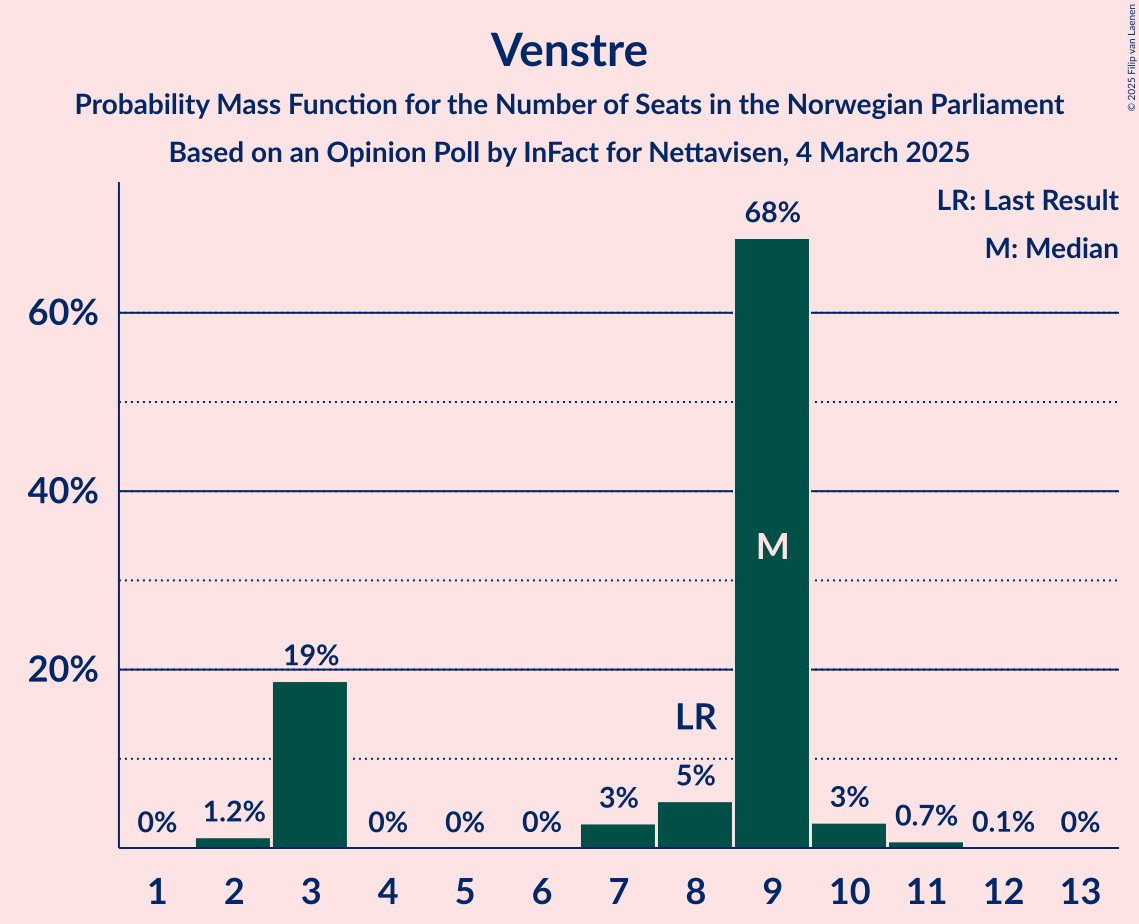 Venstre
Probability Mass Function for the Number of Seats in the Norwegian Parliament
Based on an Opinion Poll by InFact for Nettavisen, 4 March 2025
© 2025 Filip van Laenen
LR: Last Result
M: Median
60%
40%
20%
0%
1.2%
19%
0%
0%
0%
3%
LR
5%
68%
M
3%
0.7%
0.1%
0%
1 2 3 4 5 6 7 8 9 10 11 12 13